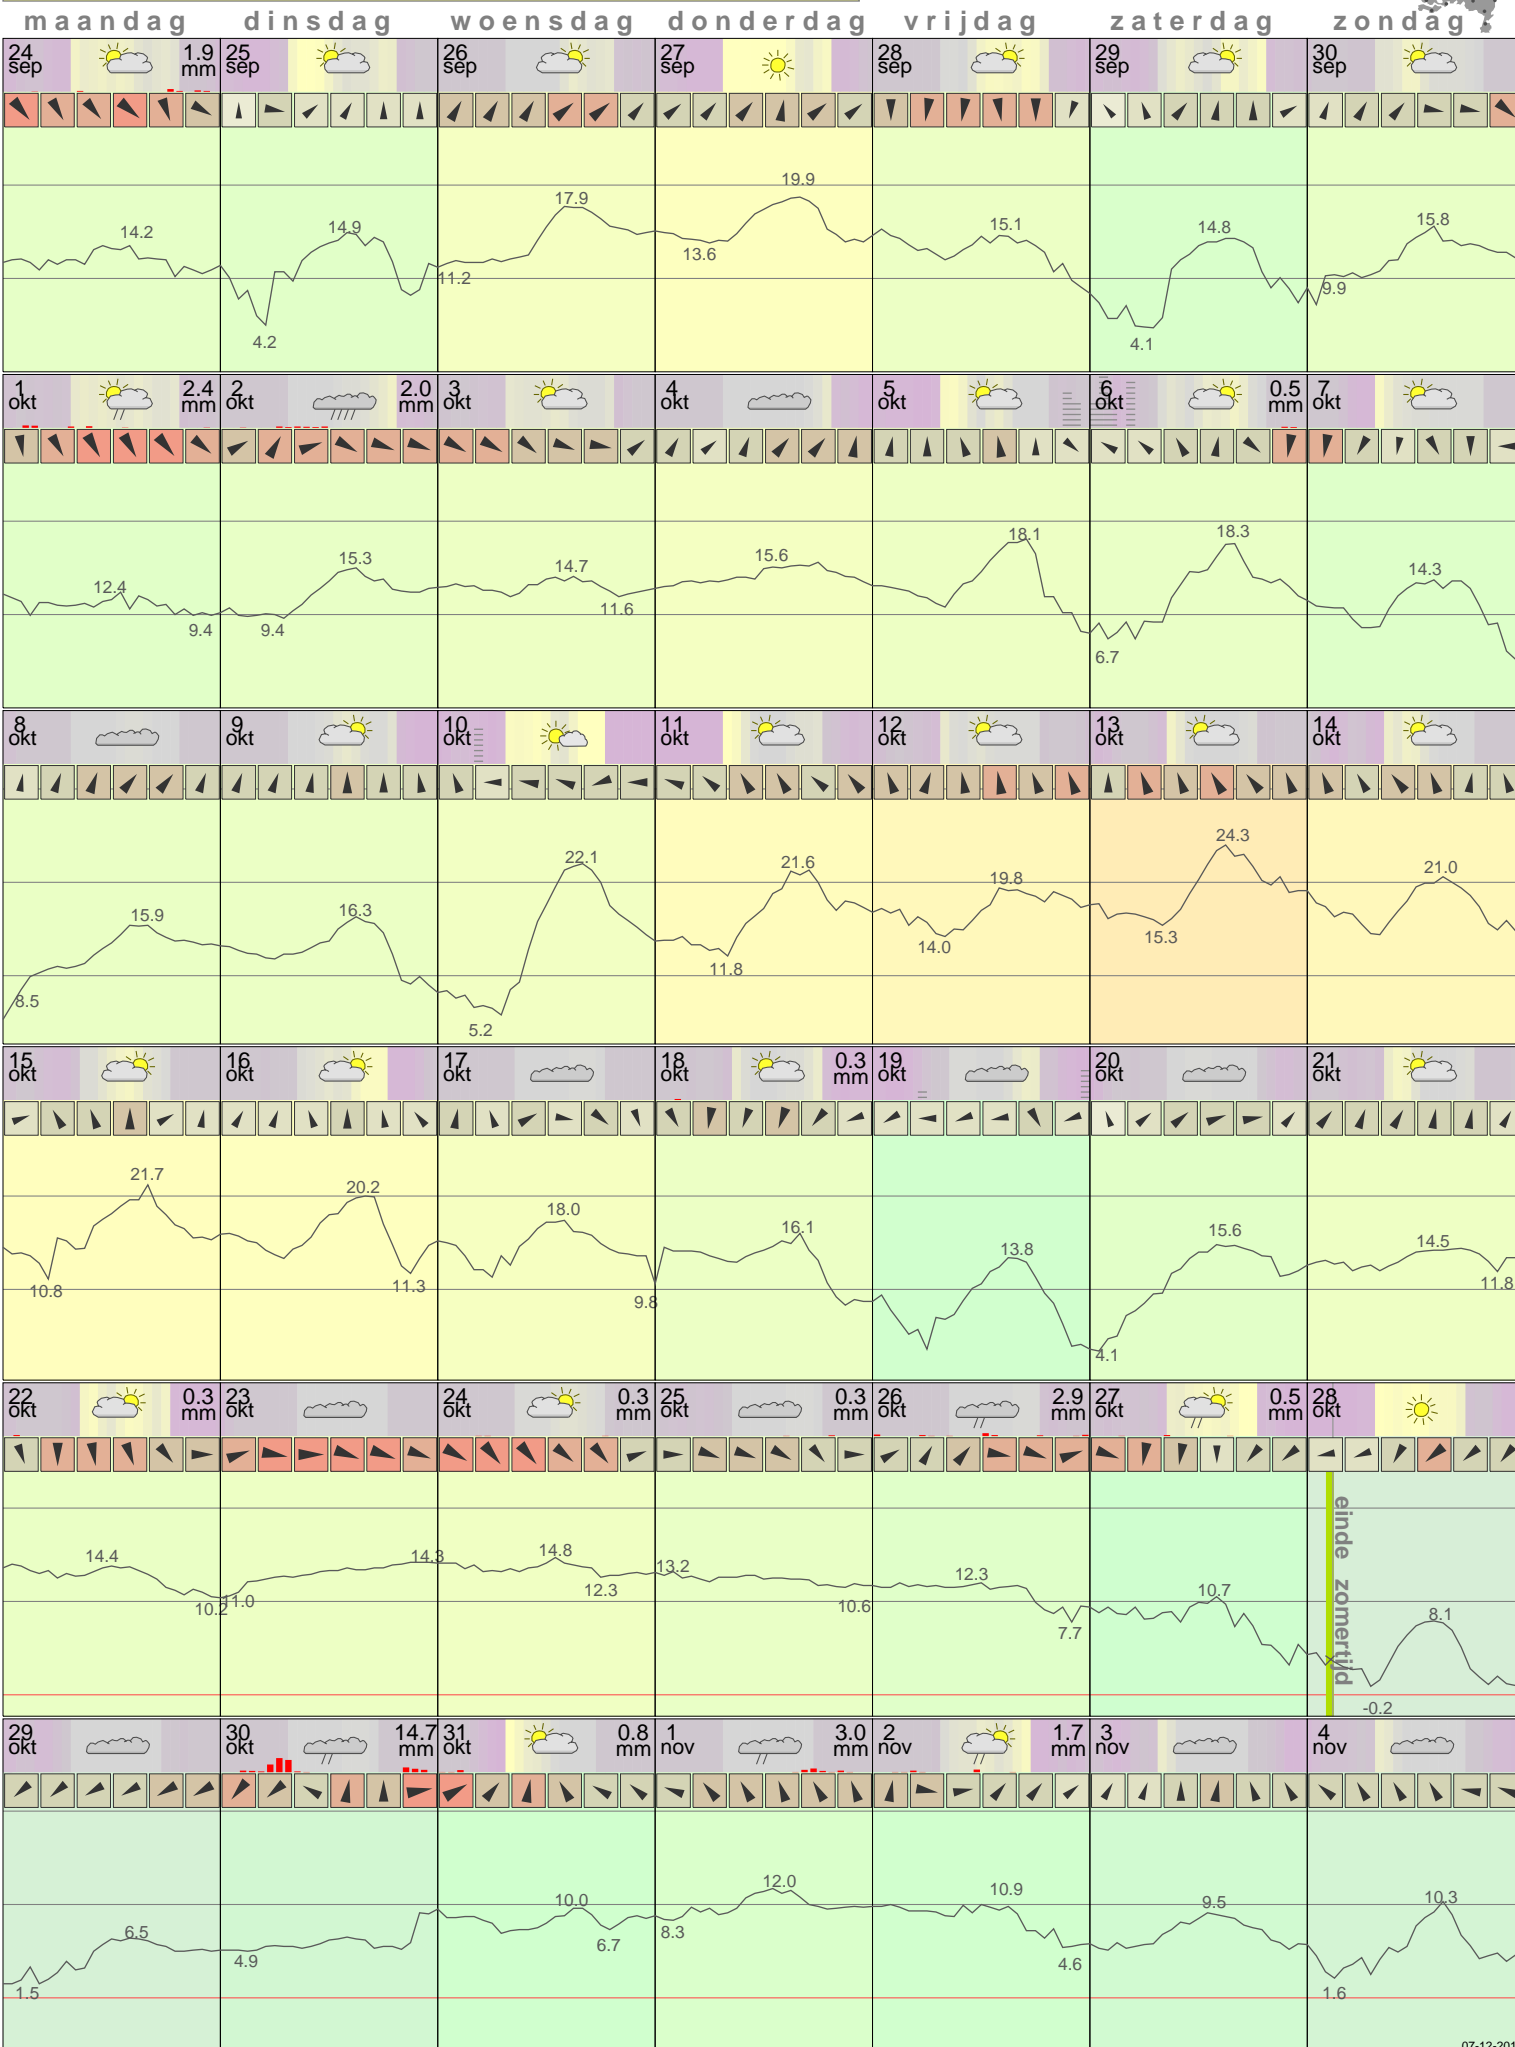 maandag dinsdag woensdag donderdag vrijdag zaterdag zondag
24 sep 1.9 mm 25 sep 26 sep 27 sep 28 sep 29 sep 30 sep
14.2 4.2 14.9 11.2 17.9 13.6 19.9 15.1 4.1 14.8 9.9 15.8
1 okt 2.4 mm 2 okt 2.0 mm 3 okt 4 okt 5 okt 6 okt 0.5 mm 7 okt
12.4 9.4 9.4 15.3 14.7 11.6 15.6 18.1 6.7 18.3 14.3
8 okt 9 okt 10 okt 11 okt 12 okt 13 okt 14 okt
8.5 15.9 16.3 5.2 22.1 11.8 21.6 14.0 19.8 15.3 24.3 21.0
15 okt 16 okt 17 okt 18 okt 0.3 mm 19 okt 20 okt 21 okt
10.8 21.7 20.2 11.3 18.0 9.8 16.1 13.8 4.1 15.6 14.5 11.8
22 okt 0.3 mm 23 okt 24 okt 0.3 mm 25 okt 0.3 mm 26 okt 2.9 mm 27 okt 0.5 mm 28 okt
14.4 10.2 11.0 14.3 14.8 12.3 13.2 10.6 12.3 7.7 10.7 8.1 -0.2
einde zomertijd
29 okt 30 okt 14.7 mm 31 okt 0.8 mm 1 nov 3.0 mm 2 nov 1.7 mm 3 nov 4 nov
1.5 6.5 4.9 10.0 6.7 8.3 12.0 10.9 4.6 9.5 1.6 10.3